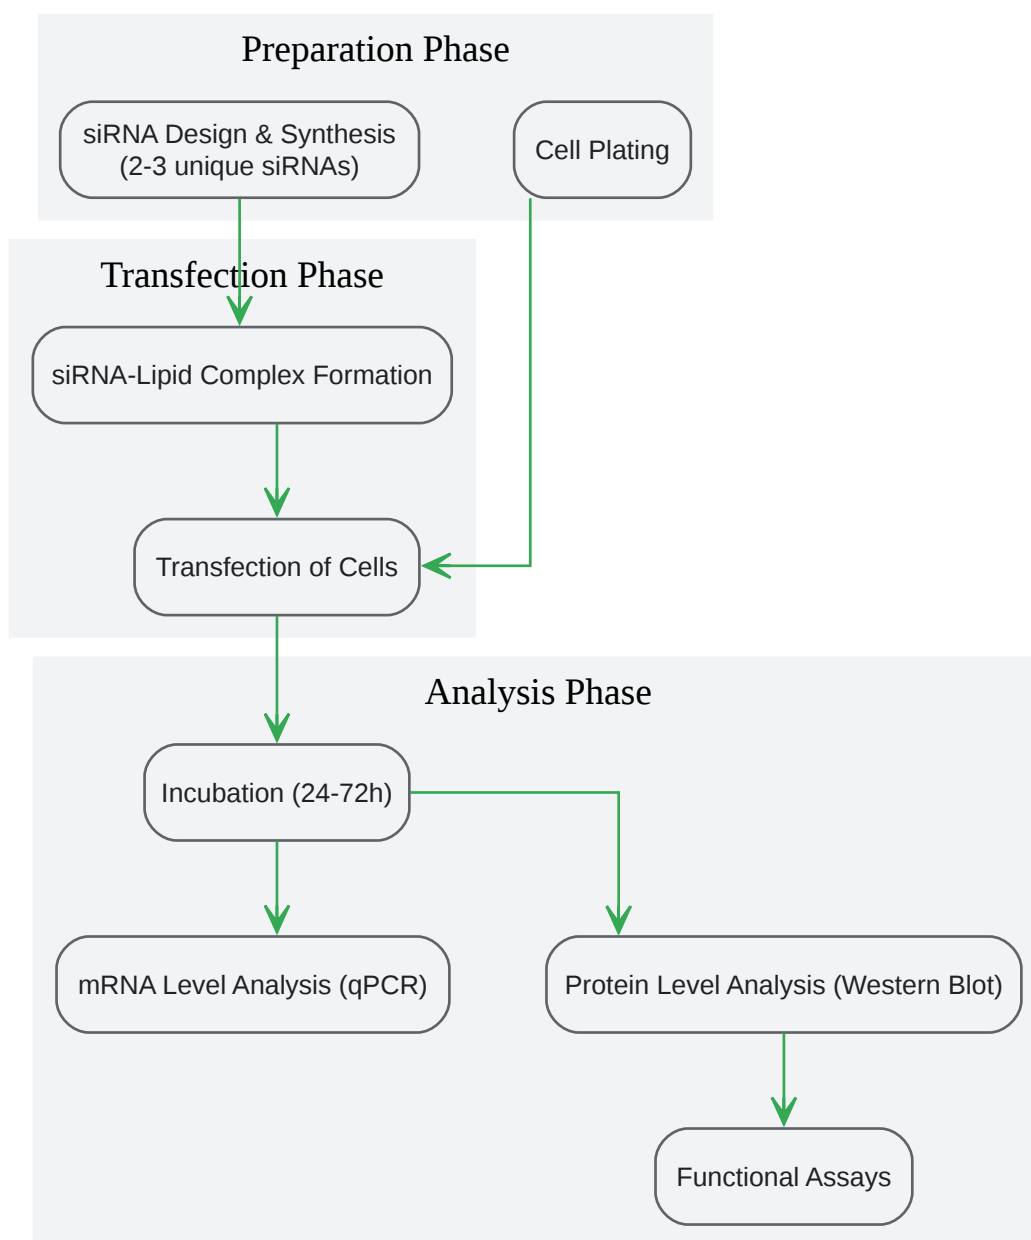 Preparation Phase
siRNA Design & Synthesis
(2-3 unique siRNAs)
Cell Plating
Transfection Phase
siRNA-Lipid Complex Formation
Transfection of Cells
Analysis Phase
Incubation (24-72h)
mRNA Level Analysis (qPCR)
Protein Level Analysis (Western Blot)
Functional Assays